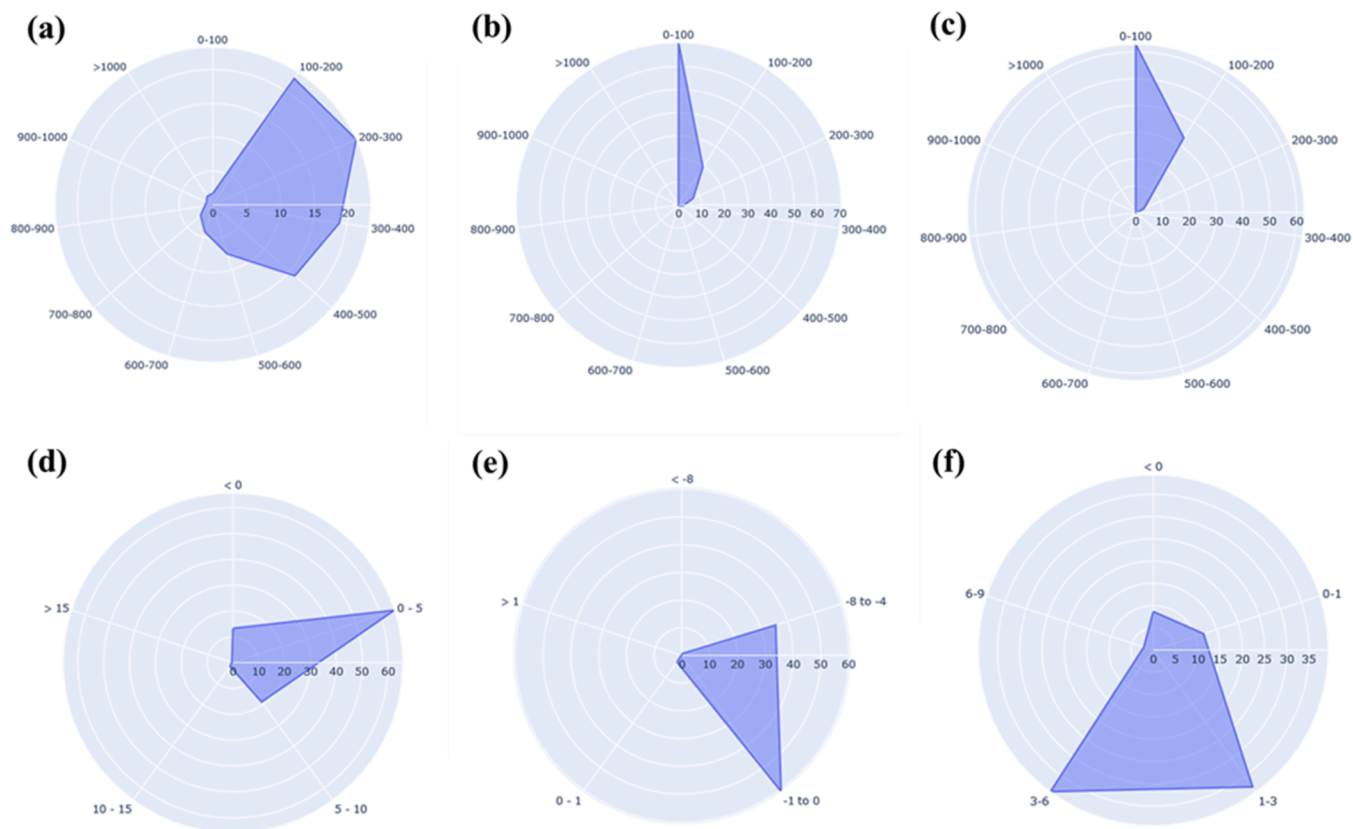 (a)
0-100
100-200
200-300
300-400
400-500
500-600
600-700
700-800
800-900
900-1000
>1000
0 5 10 15 20
(b)
0-100
100-200
200-300
300-400
400-500
500-600
600-700
700-800
800-900
900-1000
>1000
0 10 20 30 40 50 60 70
(c)
0-100
100-200
200-300
300-400
400-500
500-600
600-700
700-800
800-900
900-1000
>1000
0 10 20 30 40 50 60
(d)
< 0
0 - 5
5 - 10
10 - 15
> 15
0 10 20 30 40 50 60
(e)
< -8
-8 to -4
-1 to 0
0 - 1
> 1
0 10 20 30 40 50 60
(f)
< 0
0-1
1-3
3-6
6-9
0 5 10 15 20 25 30 35